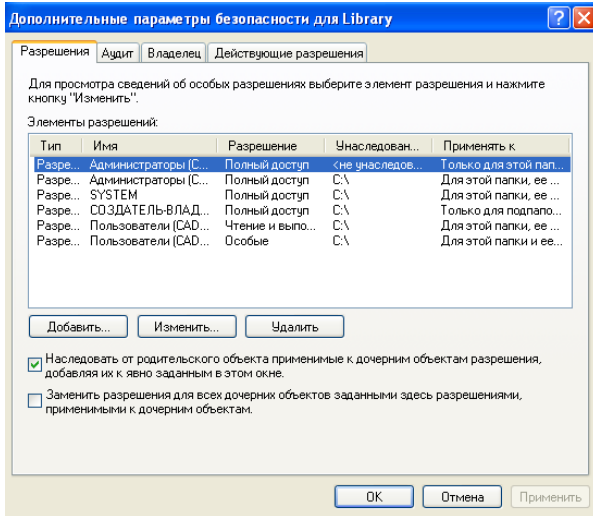 Дополнительные параметры безопасности для Library
Разрешения Аудит Владелец Действующие разрешения
Для просмотра сведений об особых разрешениях выберите элемент разрешения и нажмите
кнопку "Изменить".
Элементы разрешений:
Тип Имя Разрешение Унаследован... Применять к
Разре... Администраторы (C... Полный доступ <не унаследов... Только для этой пап...
Разре... Администраторы (C... Полный доступ C:\ Для этой папки, ее ...
Разре... SYSTEM Полный доступ C:\ Для этой папки, ее ...
Разре... СОЗДАТЕЛЬ-ВЛАД... Полный доступ C:\ Только для подпапо...
Разре... Пользователи (CAD... Чтение и выпо... C:\ Для этой папки, ее ...
Разре... Пользователи (CAD... Особые C:\ Для этой папки и ее...
Добавить... Изменить... Удалить
Наследовать от родительского объекта применимые к дочерним объектам разрешения,
добавляя их к явно заданным в этом окне.
Заменить разрешения для всех дочерних объектов заданными здесь разрешениями,
применимыми к дочерним объектам.
OK Отмена Применить